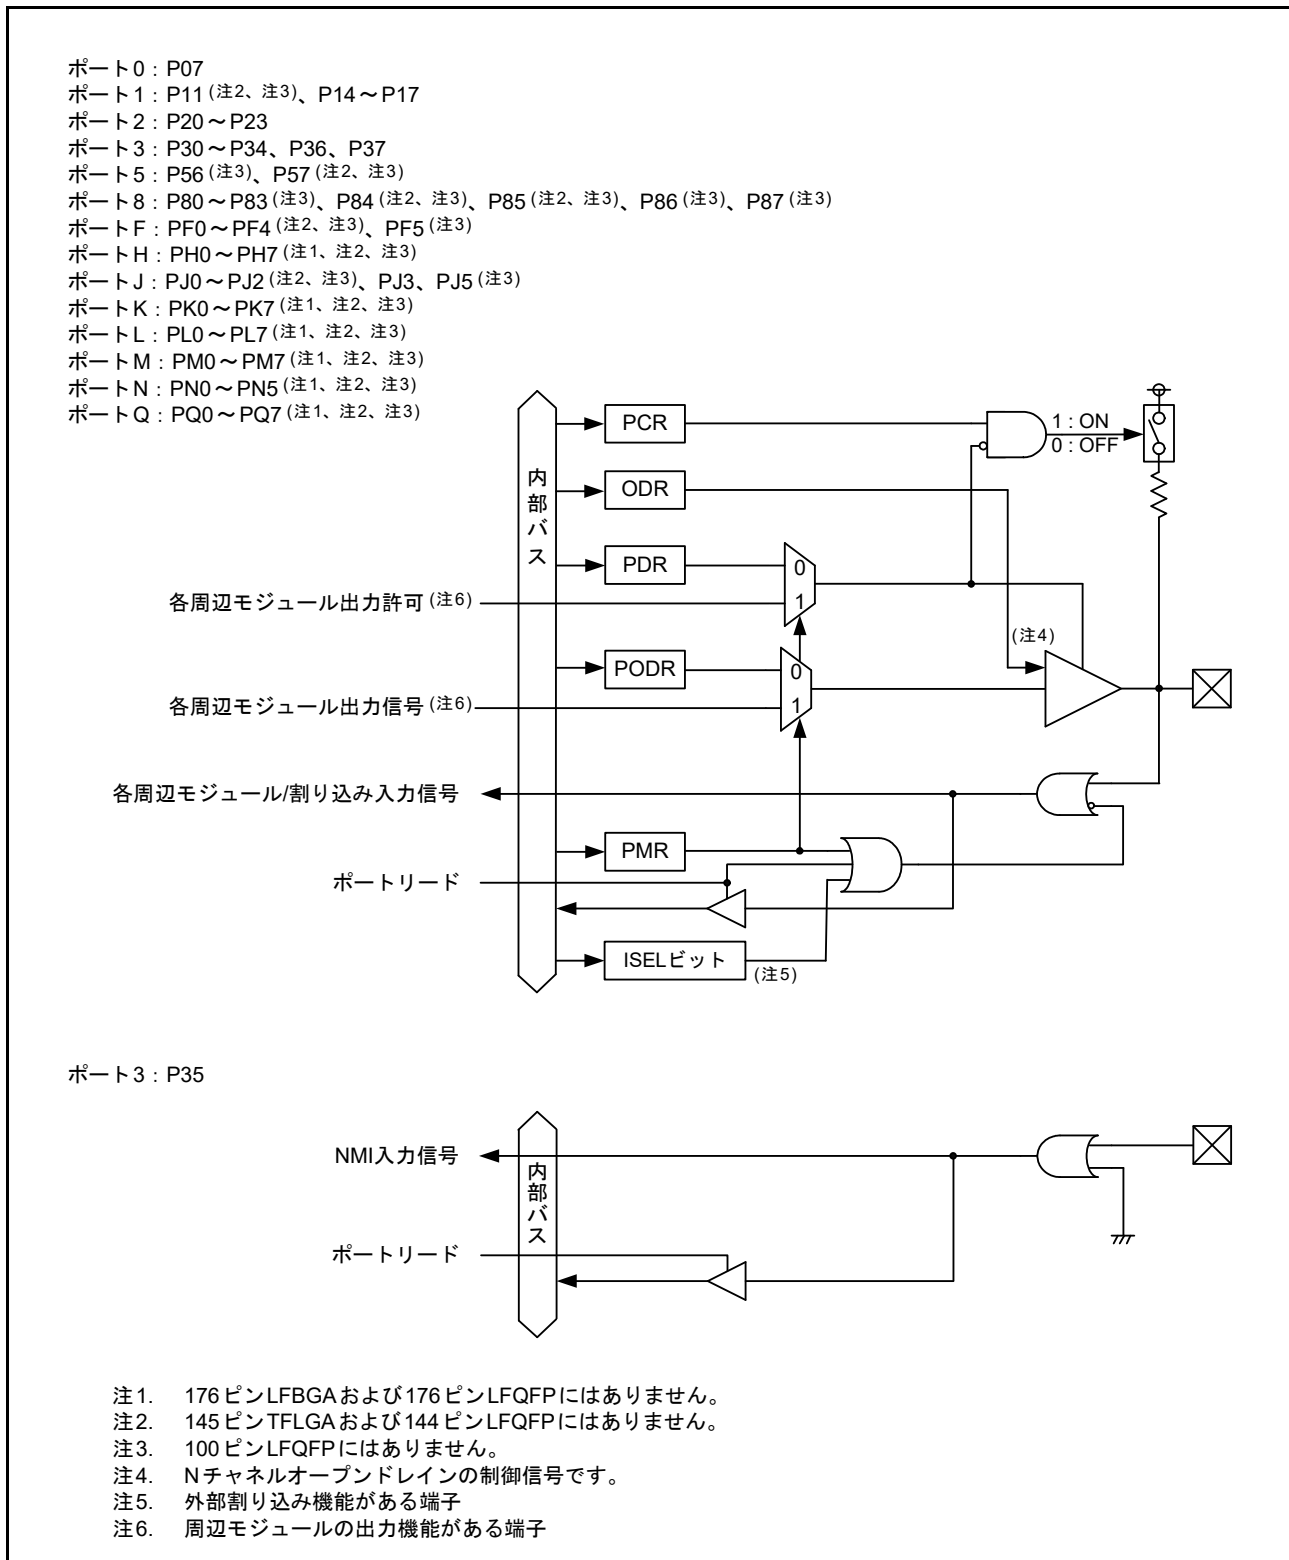 ポート0：P07
ポート1：P11(注2、注3)、P14～P17
ポート2：P20～P23
ポート3：P30～P34、P36、P37
ポート5：P56(注3)、P57(注2、注3)
ポート8：P80～P83(注3)、P84(注2、注3)、P85(注2、注3)、P86(注3)、P87(注3)
ポートF：PF0～PF4(注2、注3)、PF5(注3)
ポートH：PH0～PH7(注1、注2、注3)
ポートJ：PJ0～PJ2(注2、注3)、PJ3、PJ5(注3)
ポートK：PK0～PK7(注1、注2、注3)
ポートL：PL0～PL7(注1、注2、注3)
ポートM：PM0～PM7(注1、注2、注3)
ポートN：PN0～PN5(注1、注2、注3)
ポートQ：PQ0～PQ7(注1、注2、注3)
内部バス
PCR
1：ON
0：OFF
ODR
PDR
0
1
各周辺モジュール出力許可(注6)
(注4)
PODR
0
1
各周辺モジュール出力信号(注6)
各周辺モジュール/割り込み入力信号
PMR
ポートリード
ISELビット
(注5)
ポート3：P35
NMI入力信号
内部バス
ポートリード
注1. 176ピンLFBGAおよび176ピンLFQFPにはありません。
注2. 145ピンTFLGAおよび144ピンLFQFPにはありません。
注3. 100ピンLFQFPにはありません。
注4. Nチャネルオープンドレインの制御信号です。
注5. 外部割り込み機能がある端子
注6. 周辺モジュールの出力機能がある端子